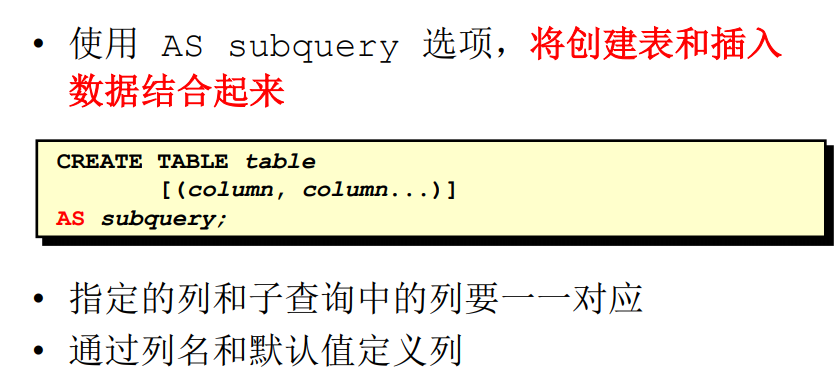 • 使用 AS subquery 选项，将创建表和插入
数据结合起来
CREATE TABLE table
[(column, column...)]
AS subquery;
• 指定的列和子查询中的列要一一对应
• 通过列名和默认值定义列